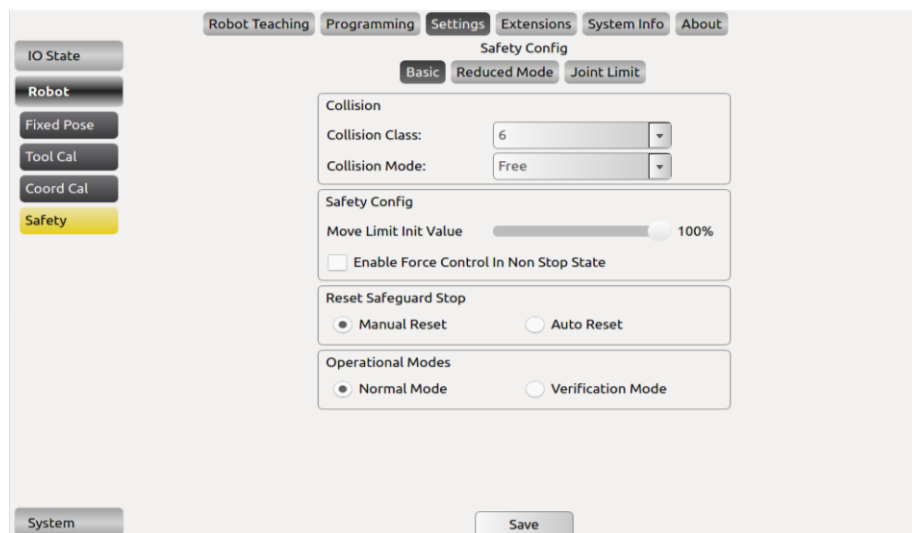 Robot Teaching Programming Settings Extensions System Info About
IO State
Robot
Fixed Pose
Tool Cal
Coord Cal
Safety
System
Safety Config
Basic Reduced Mode Joint Limit
Collision
Collision Class: 6
Collision Mode: Free
Safety Config
Move Limit Init Value 100%
Enable Force Control In Non Stop State
Reset Safeguard Stop
Manual Reset Auto Reset
Operational Modes
Normal Mode Verification Mode
Save